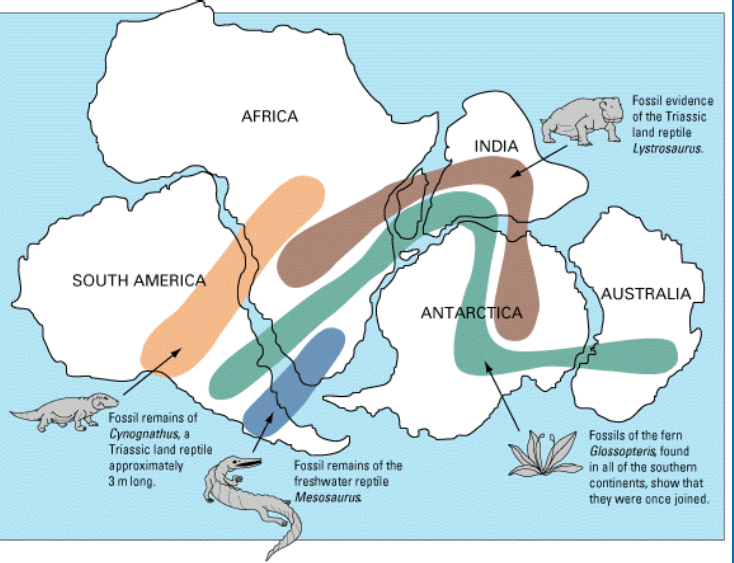 AFRICA
INDIA
Fossil evidence
of the Triassic
land reptile
Lystrosaurus.
SOUTH AMERICA
ANTARCTICA
AUSTRALIA
Fossil remains of
Cynognathus, a
Triassic land reptile
approximately
3 m long.
Fossil remains of the
freshwater reptile
Mesosaurus.
Fossils of the fern
Glossopteris, found
in all of the southern
continents, show that
they were once joined.